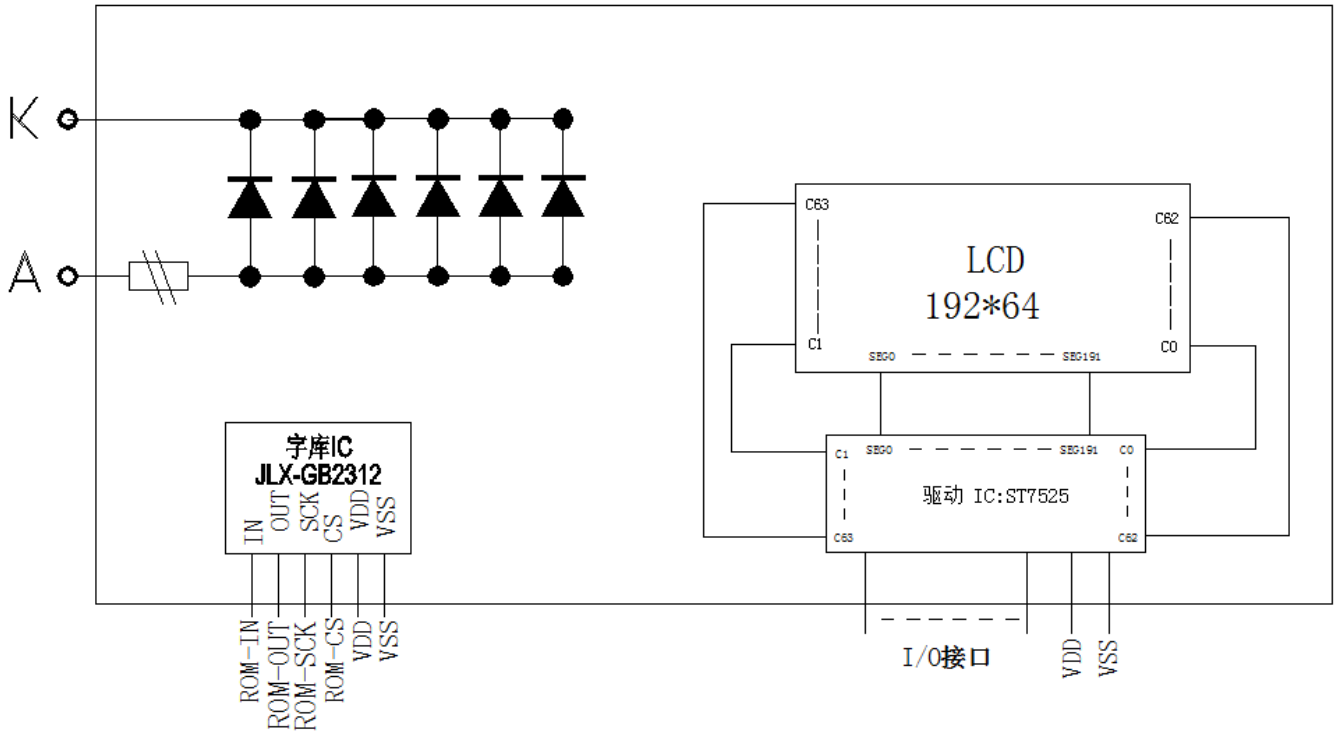 K
A
字库IC
JLX-GB2312
IN
OUT
SCK
CS
VDD
VSS
ROM-IN
ROM-OUT
ROM-SCK
ROM-CS
VDD
VSS
C63
C62
LCD
192*64
C1
C0
SEG0
SEG191
C1
SEG0
SEG191
C0
驱动 IC:ST7525
C63
C62
I/O接口
VDD
VSS